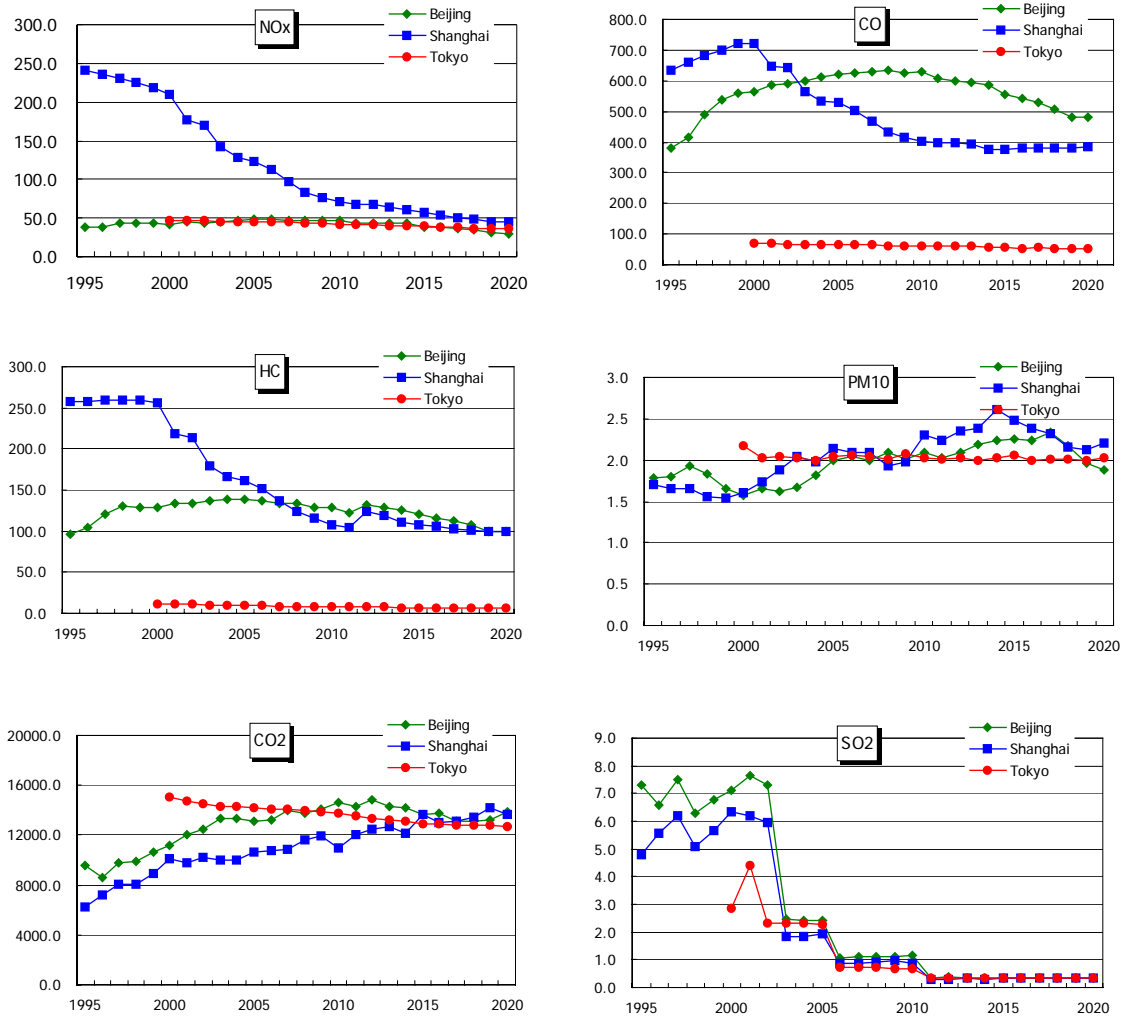 NOx
Beijing
Shanghai
Tokyo
300.0
250.0
200.0
150.0
100.0
50.0
0.0
1995 2000 2005 2010 2015 2020
CO
Beijing
Shanghai
Tokyo
800.0
700.0
600.0
500.0
400.0
300.0
200.0
100.0
0.0
1995 2000 2005 2010 2015 2020
HC
Beijing
Shanghai
Tokyo
300.0
250.0
200.0
150.0
100.0
50.0
0.0
1995 2000 2005 2010 2015 2020
PM10
Beijing
Shanghai
Tokyo
3.0
2.5
2.0
1.5
1.0
0.5
0.0
1995 2000 2005 2010 2015 2020
CO2
Beijing
Shanghai
Tokyo
20000.0
16000.0
12000.0
8000.0
4000.0
0.0
1995 2000 2005 2010 2015 2020
SO2
Beijing
Shanghai
Tokyo
9.0
8.0
7.0
6.0
5.0
4.0
3.0
2.0
1.0
0.0
1995 2000 2005 2010 2015 2020